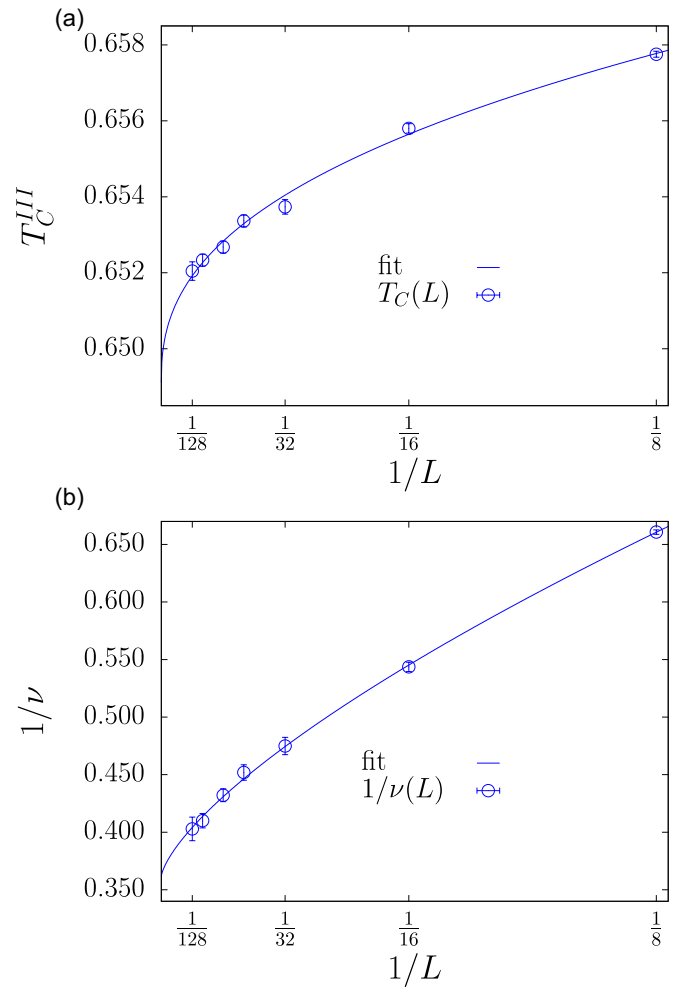 (a)
0.658
0.656
0.654
0.652
0.650
T_C^{III}
fit
T_C(L)
1/128 1/32 1/16 1/8
1/L
(b)
0.650
0.600
0.550
0.500
0.450
0.400
0.350
1/ν
fit
1/ν(L)
1/128 1/32 1/16 1/8
1/L